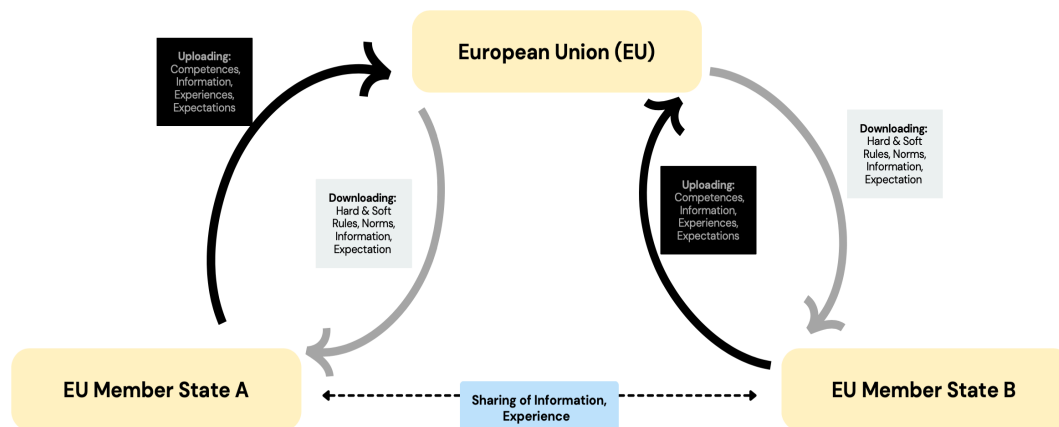 European Union (EU)
Uploading:
Competences,
Information,
Experiences,
Expectations
Downloading:
Hard & Soft
Rules, Norms,
Information,
Expectation
Uploading:
Competences,
Information,
Experiences,
Expectations
Downloading:
Hard & Soft
Rules, Norms,
Information,
Expectation
EU Member State A
Sharing of Information,
Experience
EU Member State B